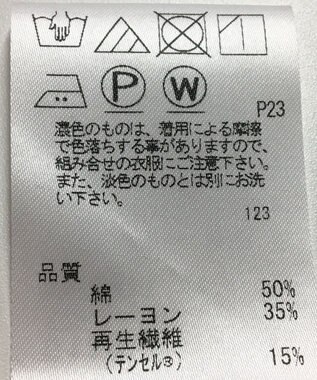 P W
P23
濃色のものは、着用による摩擦
で色落ちする事がありますので、
組み合せの衣服にご注意下さい。
また、淡色のものとは別にお洗
い下さい。
123
品質
綿 50%
レーヨン 35%
再生繊維
(テンセル®) 15%